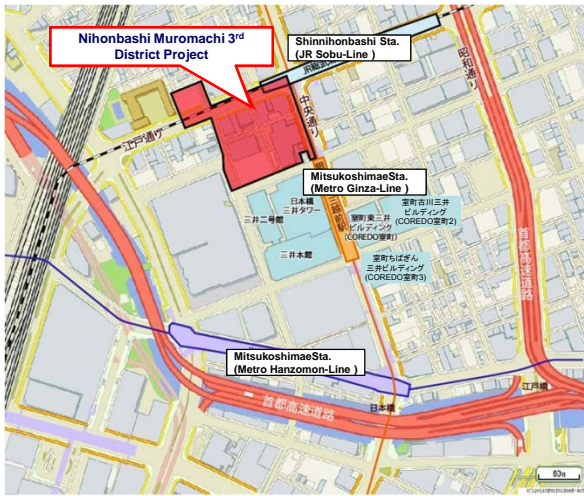 Nihonbashi Muromachi 3rd
District Project
Shinnihonbashi Sta.
(JR Sobu-Line )
昭和通り
中央通り
江戸通り
MitsukoshimaeSta.
(Metro Ginza-Line )
日本橋
三井タワー
三井二号館
三井本館
三越前駅
室町東三井
ビルディング
(COREDO室町)
室町古川三井
ビルディング
(COREDO室町2)
室町ちばぎん
三井ビルディング
(COREDO室町3)
首都高速道路
MitsukoshimaeSta.
(Metro Hanzomon-Line )
首都高速道路
日本橋
江戸橋
50m